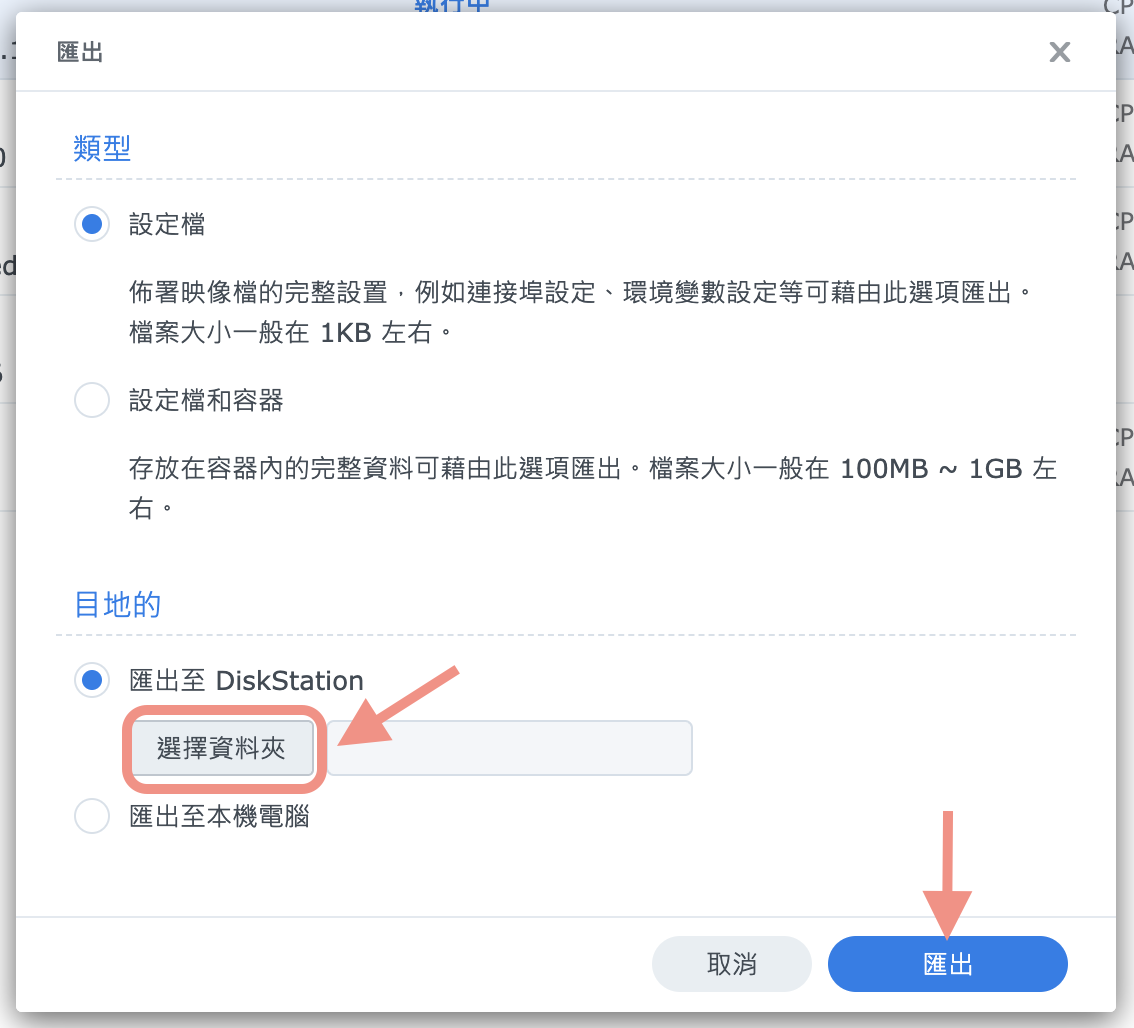 執行中
匯出
類型
設定檔
佈署映像檔的完整設置，例如連接埠設定、環境變數設定等可藉由此選項匯出。
檔案大小一般在 1KB 左右。
設定檔和容器
存放在容器內的完整資料可藉由此選項匯出。檔案大小一般在 100MB ~ 1GB 左
右。
目地的
匯出至 DiskStation
選擇資料夾
匯出至本機電腦
取消
匯出